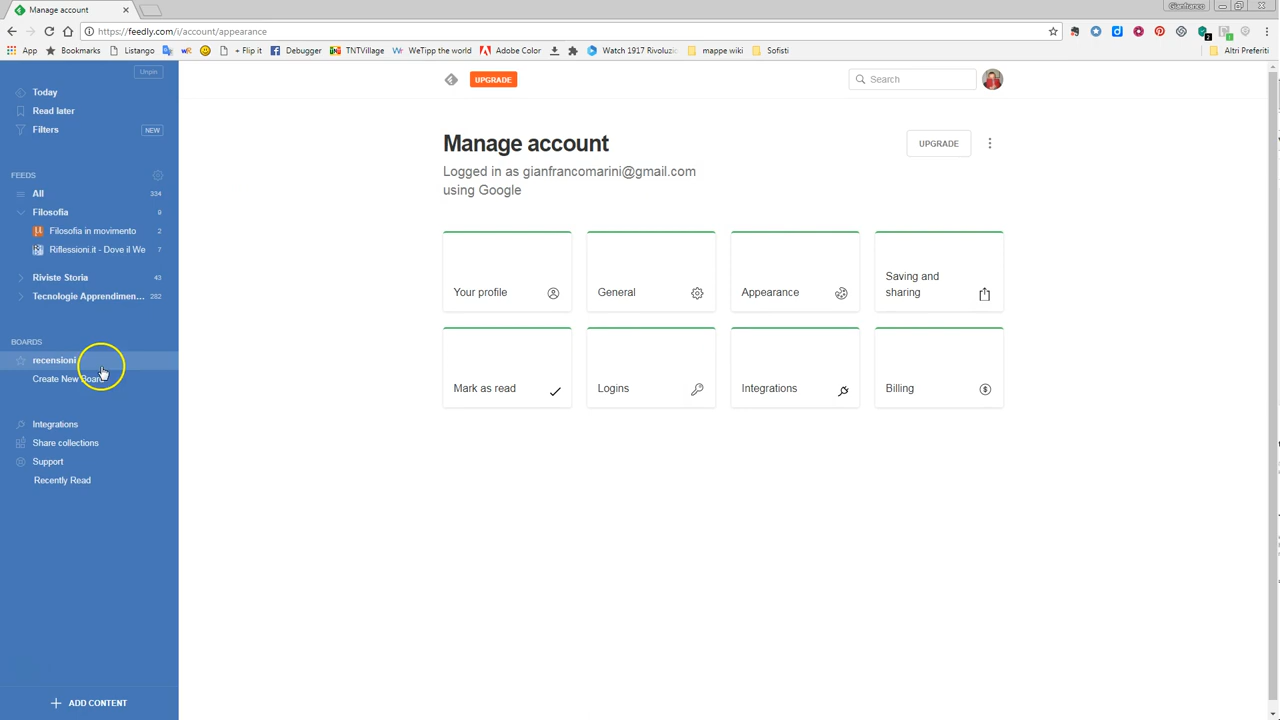 Manage account
Gianfranco
https://feedly.com/i/account/appearance
App Bookmarks Listango + Flip it Debugger TNTVillage WeTipp the world Adobe Color Watch 1917 Rivoluzi mappe wiki Sofisti Altri Preferiti
Unpin
Today
Read later
Filters NEW
FEEDS
All 334
Filosofia 9
Filosofia in movimento 2
Riflessioni.it - Dove il We 7
Riviste Storia 43
Tecnologie Apprendimen... 282
BOARDS
recensioni
Create New Board
Integrations
Share collections
Support
Recently Read
+ ADD CONTENT
UPGRADE
Search
Manage account
UPGRADE
Logged in as gianfrancomarini@gmail.com
using Google
Your profile
General
Appearance
Saving and
sharing
Mark as read
Logins
Integrations
Billing